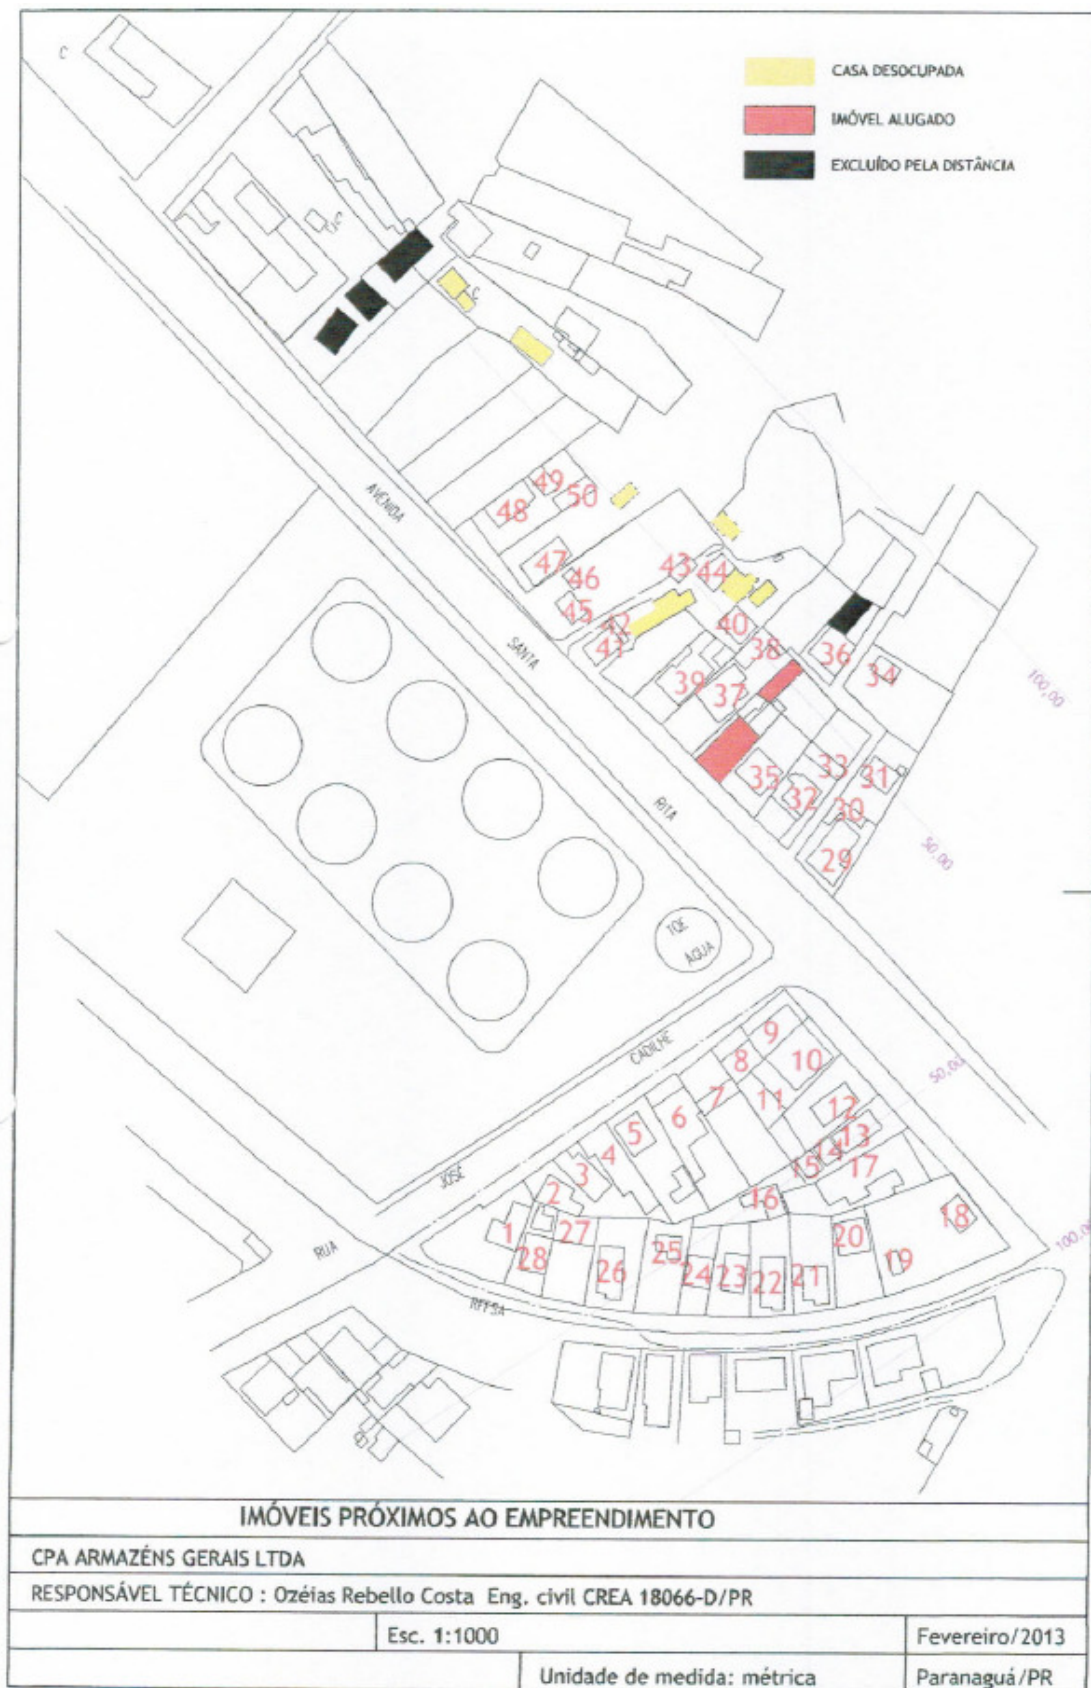 C
CASA DESOCUPADA
IMÓVEL ALUGADO
EXCLUÍDO PELA DISTÂNCIA
C
C
AVENIDA
49
50
48
47
46
45
42
41
43
44
40
38
36
34
39
37
100,00
SANTA
RITA
35
33
31
32
30
29
50,00
TQE
AGUA
CADILHE
JOSÉ
RUA
9
8
10
7
11
6
5
12
4
13
3
14
15
17
2
16
18
1
27
20
28
25
19
26
24
23
22
21
50,00
100,00
RFFSA
IMÓVEIS PRÓXIMOS AO EMPREENDIMENTO
CPA ARMAZÉNS GERAIS LTDA
RESPONSÁVEL TÉCNICO : Ozéias Rebello Costa Eng. civil CREA 18066-D/PR
Esc. 1:1000
Fevereiro/2013
Unidade de medida: métrica
Paranaguá/PR